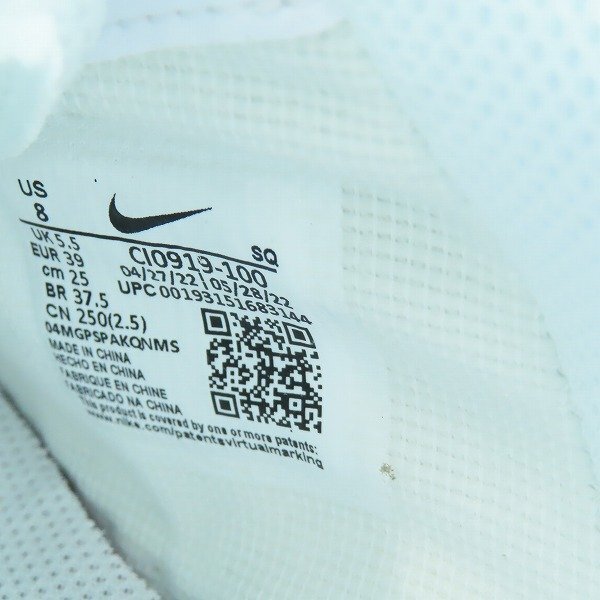 US
8
UK 5.5
EUR 39
cm 25
BR 37.5
CN 250(2.5)
SQ
CI0919-100
04/27/22 | 05/28/22
UPC 00193151683144
04MGPSPAKQNMS
MADE IN CHINA
HECHO EN CHINA
FABRIQUE EN CHINE
FABRICADO NA CHINA
This product is covered by one or more patents:
www.nike.com/patentsvirtualmarking